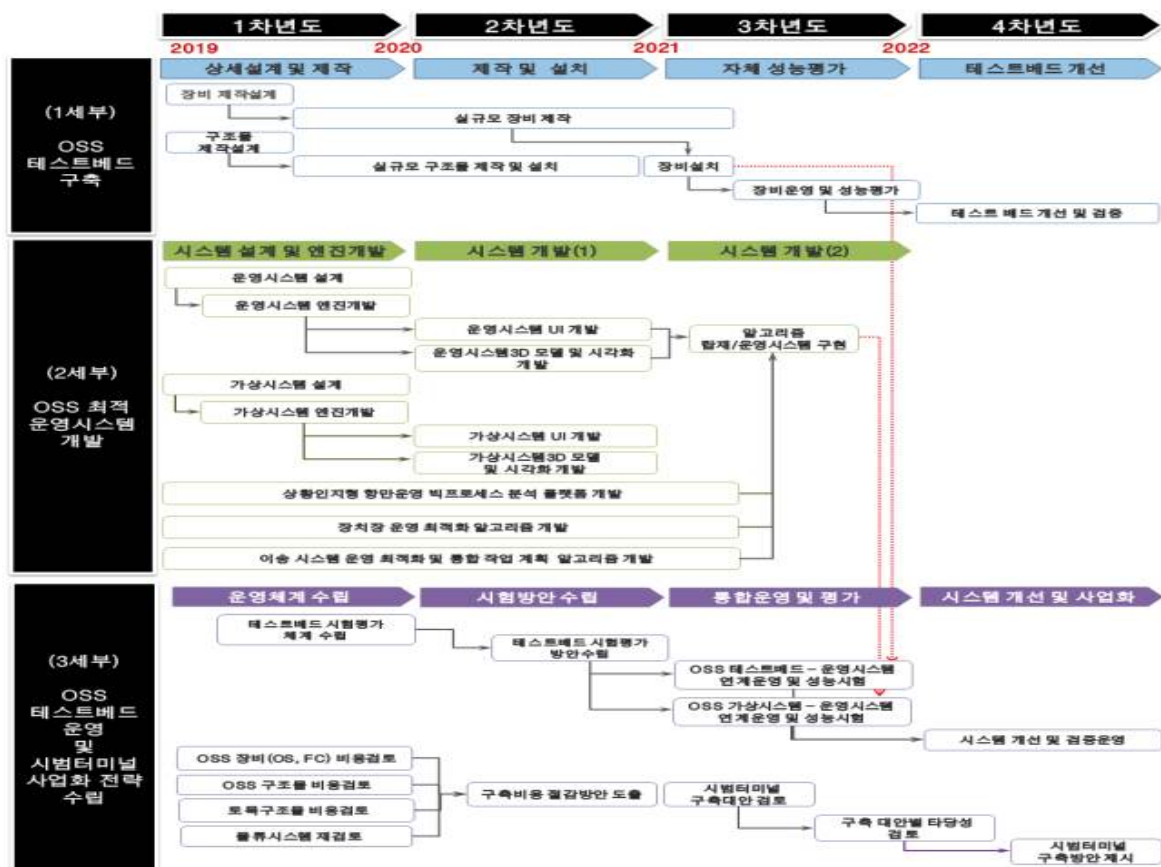 1차년도
2차년도
3차년도
4차년도
2019
2020
2021
2022
(1세부)
OSS
테스트베드
구축
상세설계 및 제작
제작 및 설치
자체 성능평가
테스트베드 개선
장비 제작설계
실규모 장비 제작
구조물
제작설계
실규모 구조물 제작 및 설치
장비설치
장비운영 및 성능평가
테스트 베드 개선 및 검증
(2세부)
OSS 최적
운영시스템
개발
시스템 설계 및 엔진개발
시스템 개발(1)
시스템 개발(2)
운영시스템 설계
운영시스템 엔진개발
운영시스템 UI 개발
운영시스템3D 모델 및 시각화
개발
알고리즘
탑재/운영시스템 구현
가상시스템 설계
가상시스템 엔진개발
가상시스템 UI 개발
가상시스템3D 모델
및 시각화 개발
상황인지형 항만운영 빅프로세스 분석 플랫폼 개발
장치장 운영 최적화 알고리즘 개발
이송 시스템 운영 최적화 및 통합 작업 계획 알고리즘 개발
(3세부)
OSS
테스트베드
운영
및
시범터미널
사업화 전략
수립
운영체계 수립
시험방안 수립
통합운영 및 평가
시스템 개선 및 사업화
테스트베드 시험평가
체계 수립
테스트베드 시험평가
방안수립
OSS 테스트베드 – 운영시스템
연계운영 및 성능시험
OSS 가상시스템 – 운영시스템
연계운영 및 성능시험
시스템 개선 및 검증운영
OSS 장비(OS, FC) 비용검토
OSS 구조물 비용검토
토목구조물 비용검토
물류시스템 재검토
구축비용 절감방안 도출
시범터미널
구축대안 검토
구축 대안별 타당성
검토
시범터미널
구축방안 제시